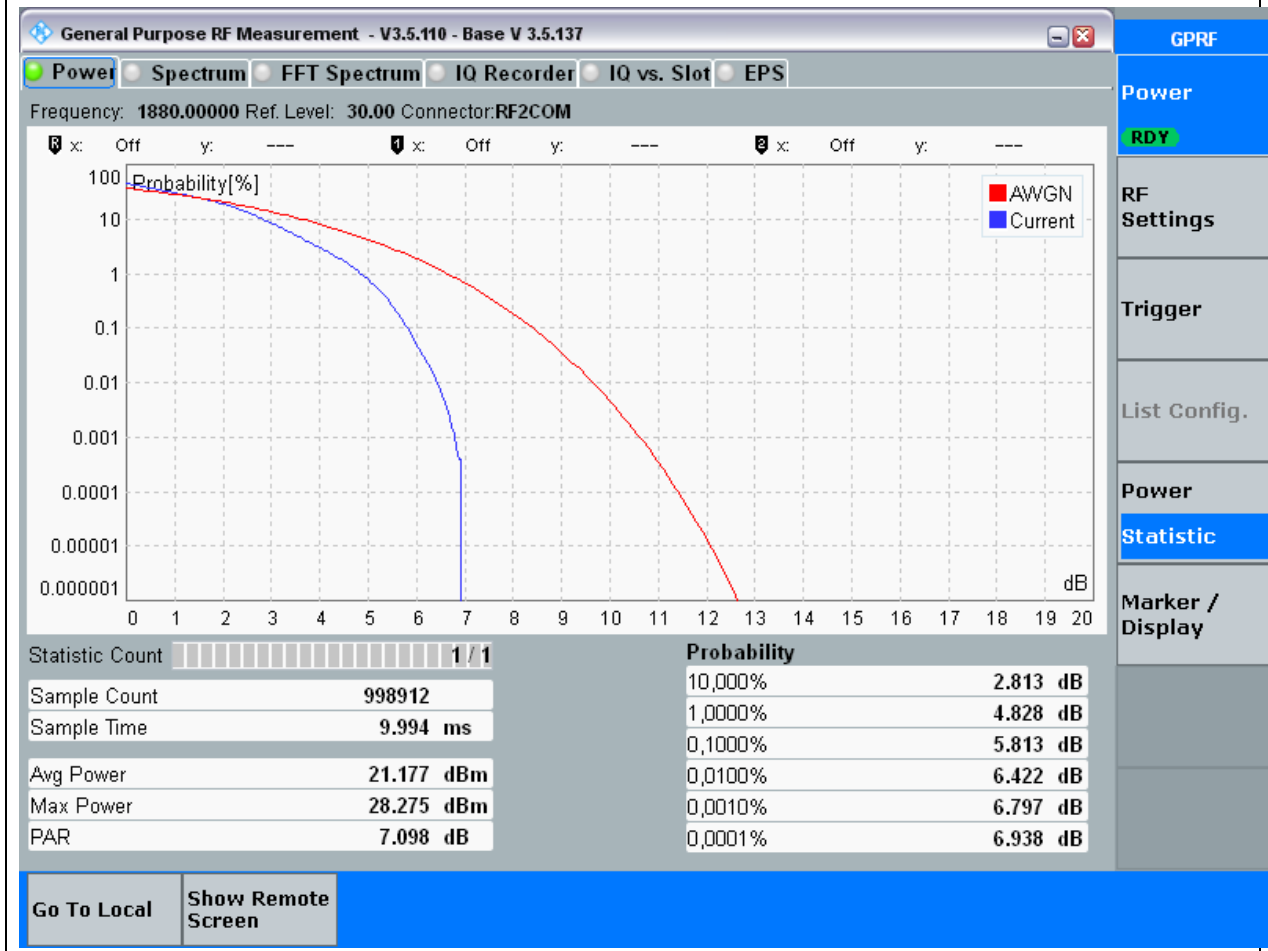 General Purpose RF Measurement - V3.5.110 - Base V 3.5.137
GPRF
Power Spectrum FFT Spectrum IQ Recorder IQ vs. Slot EPS
Frequency: 1880.00000 Ref. Level: 30.00 Connector:RF2COM
R x: Off y: --- 1 x: Off y: --- 2 x: Off y: ---
Probability[%]
AWGN
Current
100
10
1
0.1
0.01
0.001
0.0001
0.00001
0.000001
dB
0 1 2 3 4 5 6 7 8 9 10 11 12 13 14 15 16 17 18 19 20
Statistic Count 1 / 1
Sample Count 998912
Sample Time 9.994 ms
Avg Power 21.177 dBm
Max Power 28.275 dBm
PAR 7.098 dB
Probability
10,000% 2.813 dB
1,0000% 4.828 dB
0,1000% 5.813 dB
0,0100% 6.422 dB
0,0010% 6.797 dB
0,0001% 6.938 dB
Power
RDY
RF
Settings
Trigger
List Config.
Power
Statistic
Marker /
Display
Go To Local
Show Remote
Screen